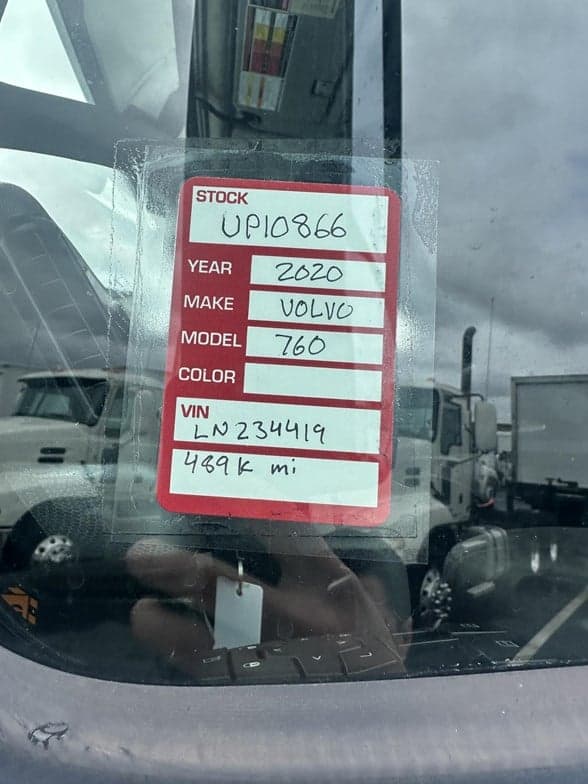 STOCK
UP10866
YEAR 2020
MAKE VOLVO
MODEL 760
COLOR
VIN
LN234419
489K mi